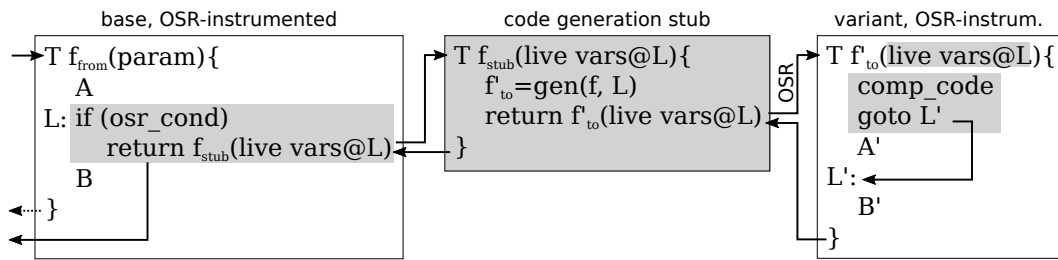 base, OSR-instrumented
T f_from(param){
A
L: if (osr_cond)
return f_stub(live vars@L)
B
}
code generation stub
T f_stub(live vars@L){
f'_to=gen(f, L)
return f'_to(live vars@L)
}
OSR
variant, OSR-instrum.
T f'_to(live vars@L){
comp_code
goto L'
A'
L':
B'
}